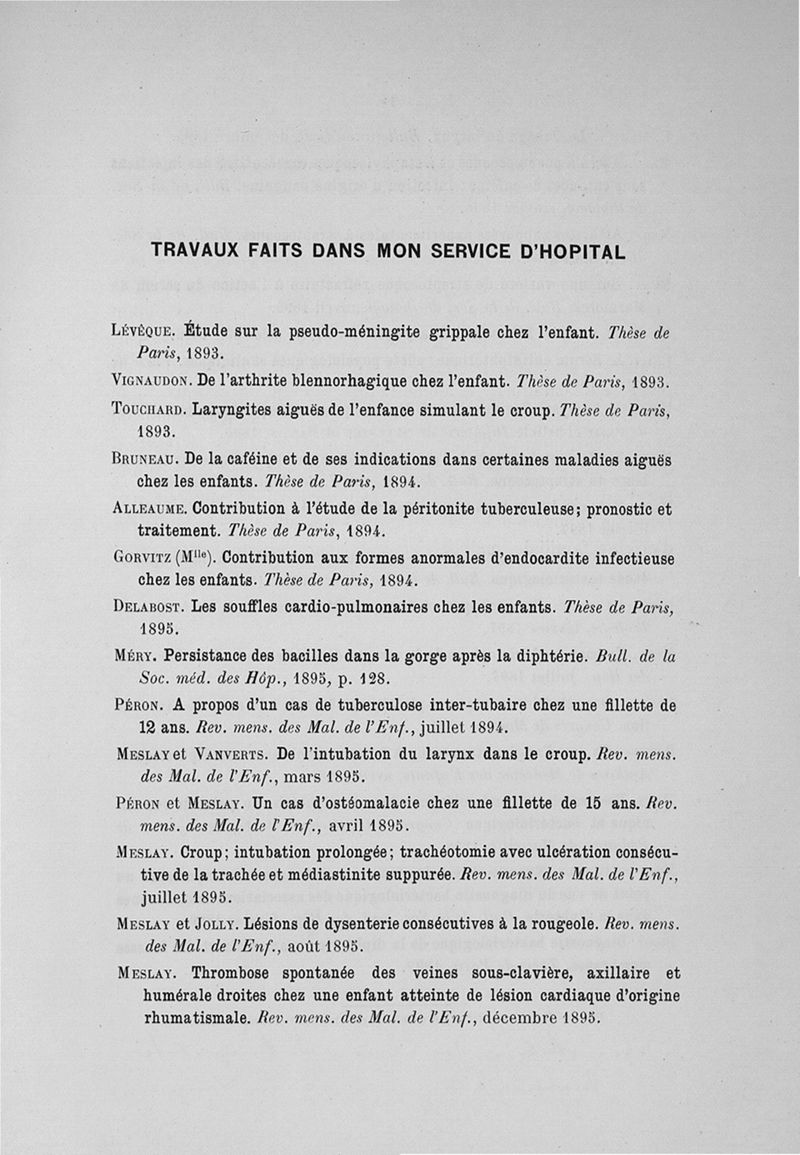 TRAVAUX FAITS DANS MON SERVICE D'HOPITAL
LÉVÊQUE. Étude sur la pseudo-méningite grippale chez l'enfant. Thèse de
Paris, 1893.
VIGNAUDON. De l'arthrite blennorhagique chez l'enfant. Thèse de Paris, 1893.
TOUCHARD. Laryngites aiguës de l'enfance simulant le croup. Thèse de Paris,
1893.
BRUNEAU. De la caféine et de ses indications dans certaines maladies aiguës
chez les enfants. Thèse de Paris, 1894.
ALLEAUME. Contribution à l'étude de la péritonite tuberculeuse; pronostic et
traitement. Thèse de Paris, 1894.
GORVITZ (Mlle). Contribution aux formes anormales d'endocardite infectieuse
chez les enfants. Thèse de Paris, 1894.
DELABOST. Les souffles cardio-pulmonaires chez les enfants. Thèse de Paris,
1895.
MÉRY. Persistance des bacilles dans la gorge après la diphtérie. Bull. de la
Soc. méd. des Hôp., 1895, p. 128.
PÉRON. A propos d'un cas de tuberculose inter-tubaire chez une fillette de
12 ans. Rev. mens. des Mal. de l'Enf., juillet 1894.
MESLAY et VANVERTS. De l'intubation du larynx dans le croup. Rev. mens.
des Mal. de l'Enf., mars 1895.
PÉRON et MESLAY. Un cas d'ostéomalacie chez une fillette de 15 ans. Rev.
mens. des Mal. de l'Enf., avril 1895.
MESLAY. Croup; intubation prolongée; trachéotomie avec ulcération consécu-
tive de la trachée et médiastinite suppurée. Rev. mens. des Mal. de l'Enf.,
juillet 1895.
MESLAY et JOLLY. Lésions de dysenterie consécutives à la rougeole. Rev. mens.
des Mal. de l'Enf., août 1895.
MESLAY. Thrombose spontanée des veines sous-clavière, axillaire et
humérale droites chez une enfant atteinte de lésion cardiaque d'origine
rhumatismale. Rev. mens. des Mal. de l'Enf., décembre 1895.